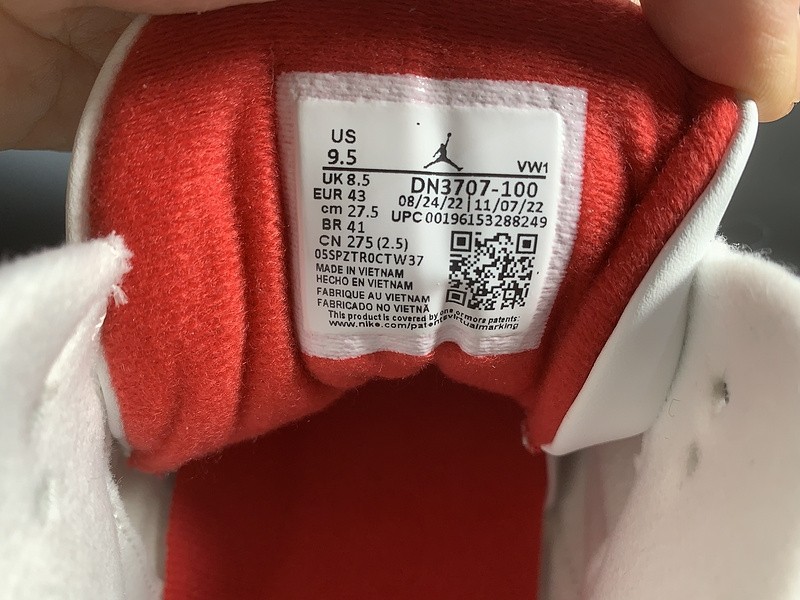 US
9.5
VW1
UK 8.5
DN3707-100
EUR 43
08/24/22 | 11/07/22
cm 27.5
UPC 00196153288249
BR 41
CN 275 (2.5)
05SPZTR0CTW37
MADE IN VIETNAM
HECHO EN VIETNAM
FABRIQUE AU VIETNAM
FABRICADO NO VIETNÃ
This product is covered by one or more patents:
www.nike.com/patentsvirtualmarking